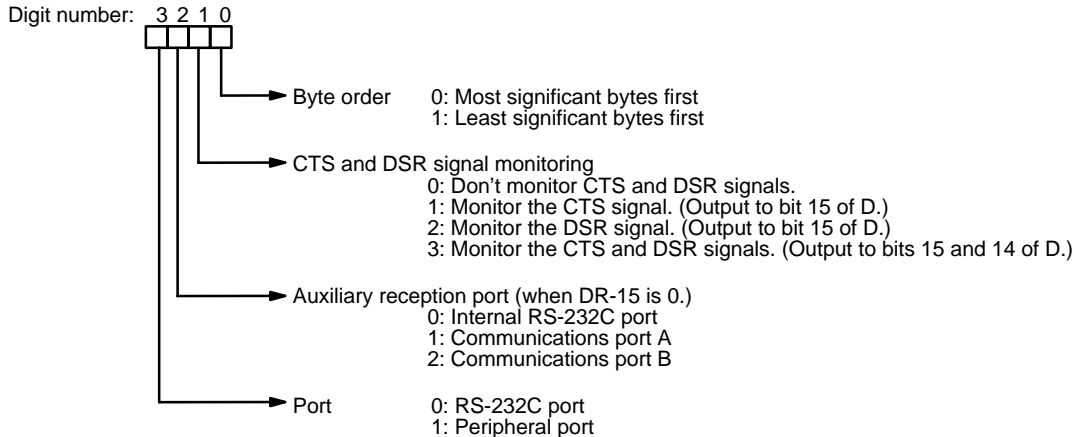 Digit number: 3 2 1 0
Byte order 0: Most significant bytes first
1: Least significant bytes first
CTS and DSR signal monitoring
0: Don't monitor CTS and DSR signals.
1: Monitor the CTS signal. (Output to bit 15 of D.)
2: Monitor the DSR signal. (Output to bit 15 of D.)
3: Monitor the CTS and DSR signals. (Output to bits 15 and 14 of D.)
Auxiliary reception port (when DR-15 is 0.)
0: Internal RS-232C port
1: Communications port A
2: Communications port B
Port 0: RS-232C port
1: Peripheral port